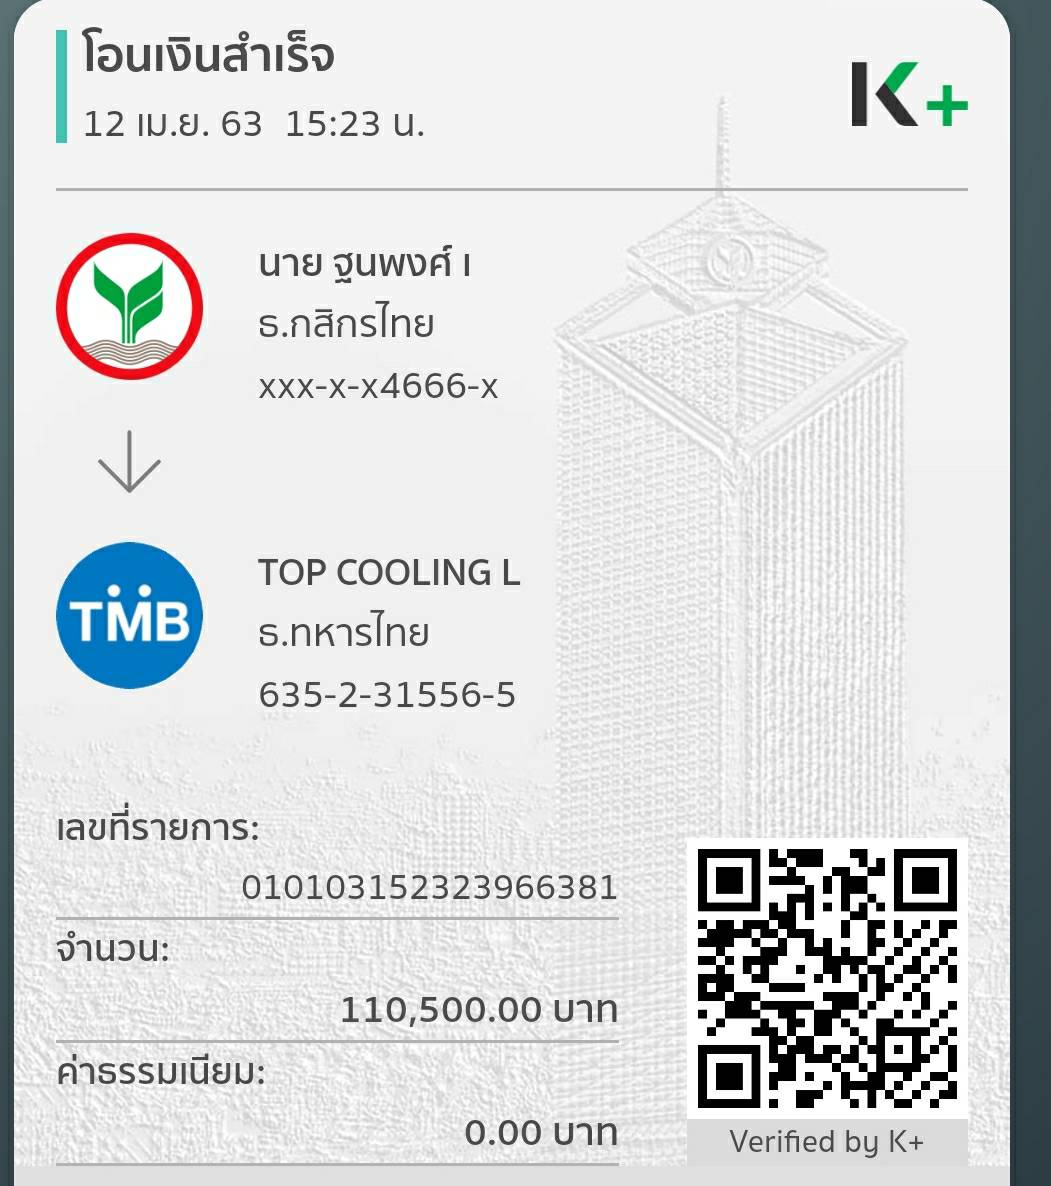 โอนเงินสำเร็จ
12 เม.ย. 63 15:23 น.
K+
นาย ฐนพงศ์ เ
ธ.กสิกรไทย
xxx-x-x4666-x
TMB
TOP COOLING L
ธ.ทหารไทย
635-2-31556-5
เลขที่รายการ:
010103152323966381
จำนวน:
110,500.00 บาท
ค่าธรรมเนียม:
0.00 บาท
Verified by K+